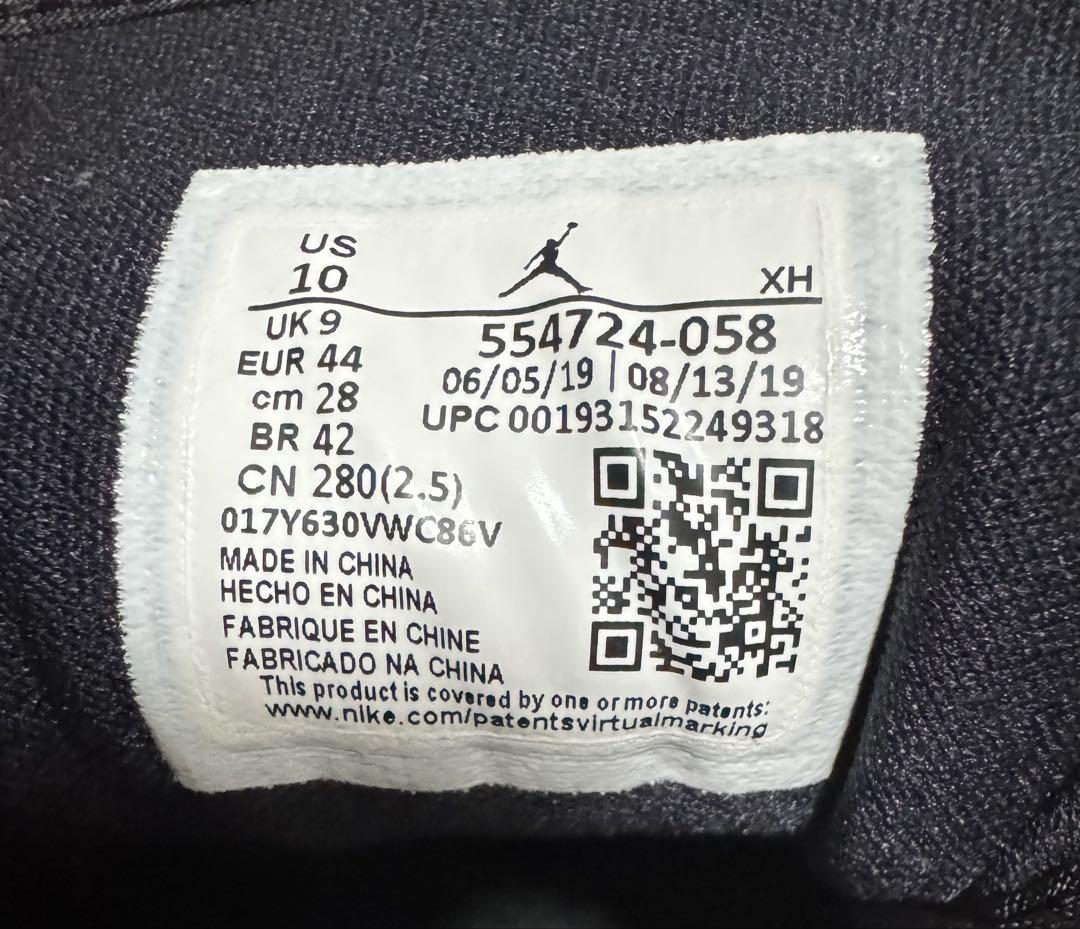 US
10
XH
UK 9
EUR 44
cm 28
BR 42
CN 280(2.5)
554724-058
06/05/19 | 08/13/19
UPC 00193152249318
017Y630VWC86V
MADE IN CHINA
HECHO EN CHINA
FABRIQUE EN CHINE
FABRICADO NA CHINA
This product is covered by one or more patents:
www.nike.com/patentsvirtualmarking